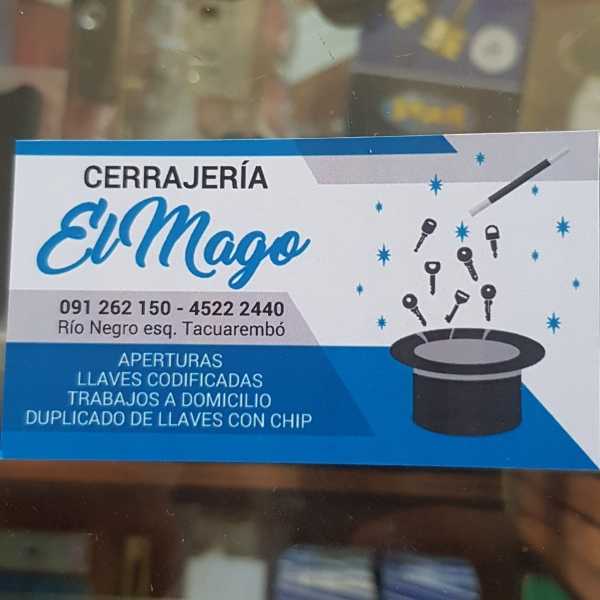 CERRAJERÍA
El Mago
091 262 150 - 4522 2440
Río Negro esq. Tacuarembó
APERTURAS
LLAVES CODIFICADAS
TRABAJOS A DOMICILIO
DUPLICADO DE LLAVES CON CHIP